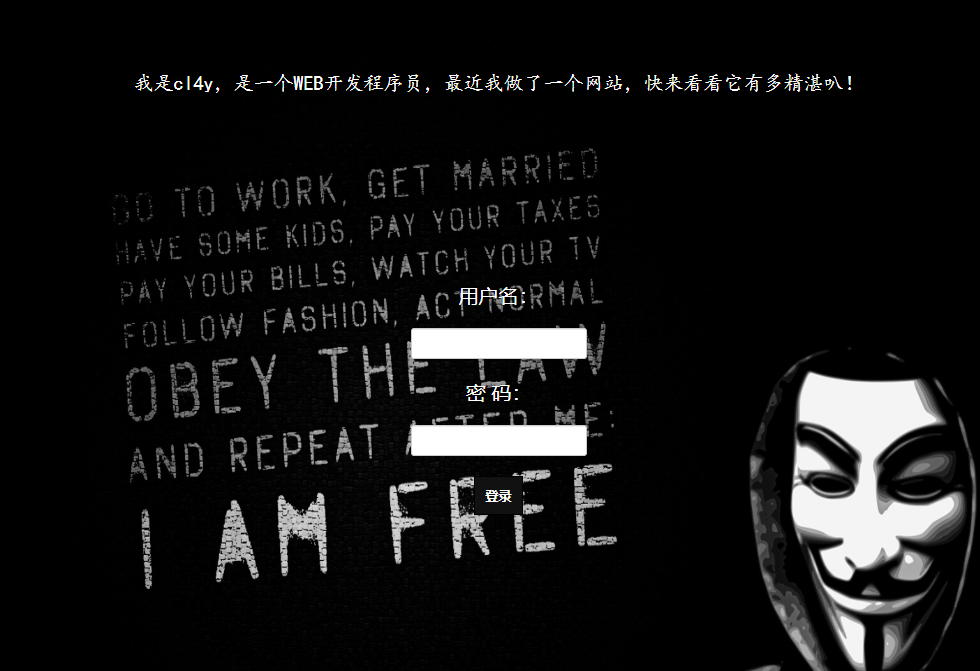 我是cl4y，是一个WEB开发程序员，最近我做了一个网站，快来看看它有多精湛叭！
GO TO WORK, GET MARRIED
HAVE SOME KIDS, PAY YOUR TAXES
PAY YOUR BILLS, WATCH YOUR TV
FOLLOW FASHION, ACT NORMAL
OBEY THE LAW
AND REPEAT AFTER ME:
I AM FREE
用户名：
密 码：
登录